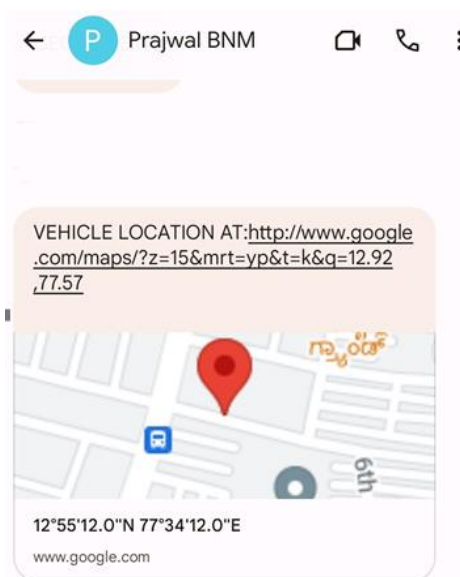 P Prajwal BNM
VEHICLE LOCATION AT:http://www.google
.com/maps/?z=15&mrt=yp&t=k&q=12.92
,77.57
ಗ್ರ್ಯಾಂಡ್
6th
12°55'12.0"N 77°34'12.0"E
www.google.com